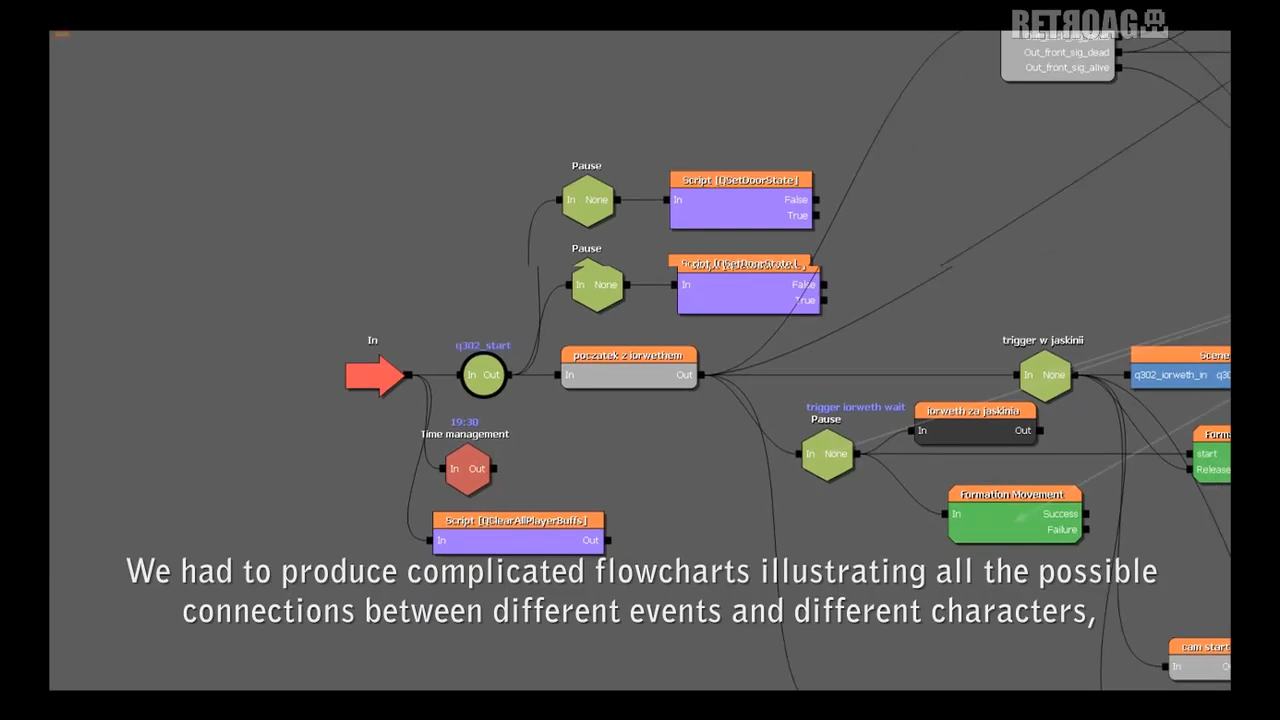 RETROAG
Out_front_sig_dead
Out_front_sig_alive
Pause
In None
Script [QSetDoorState]
In False
True
Pause
In None
In False
True
In
q302_start
In Out
poczatek z iorwethem
In Out
trigger w jaskinii
In None
Scene
q302_iorweth_in
19:30
Time management
In Out
trigger iorweth wait
Pause
In None
iorweth za jaskinia
In Out
start
Release
Formation Movement
In Success
Failure
Script [QClearAllPlayerBuffs]
In Out
We had to produce complicated flowcharts illustrating all the possible
connections between different events and different characters,
cam start
In